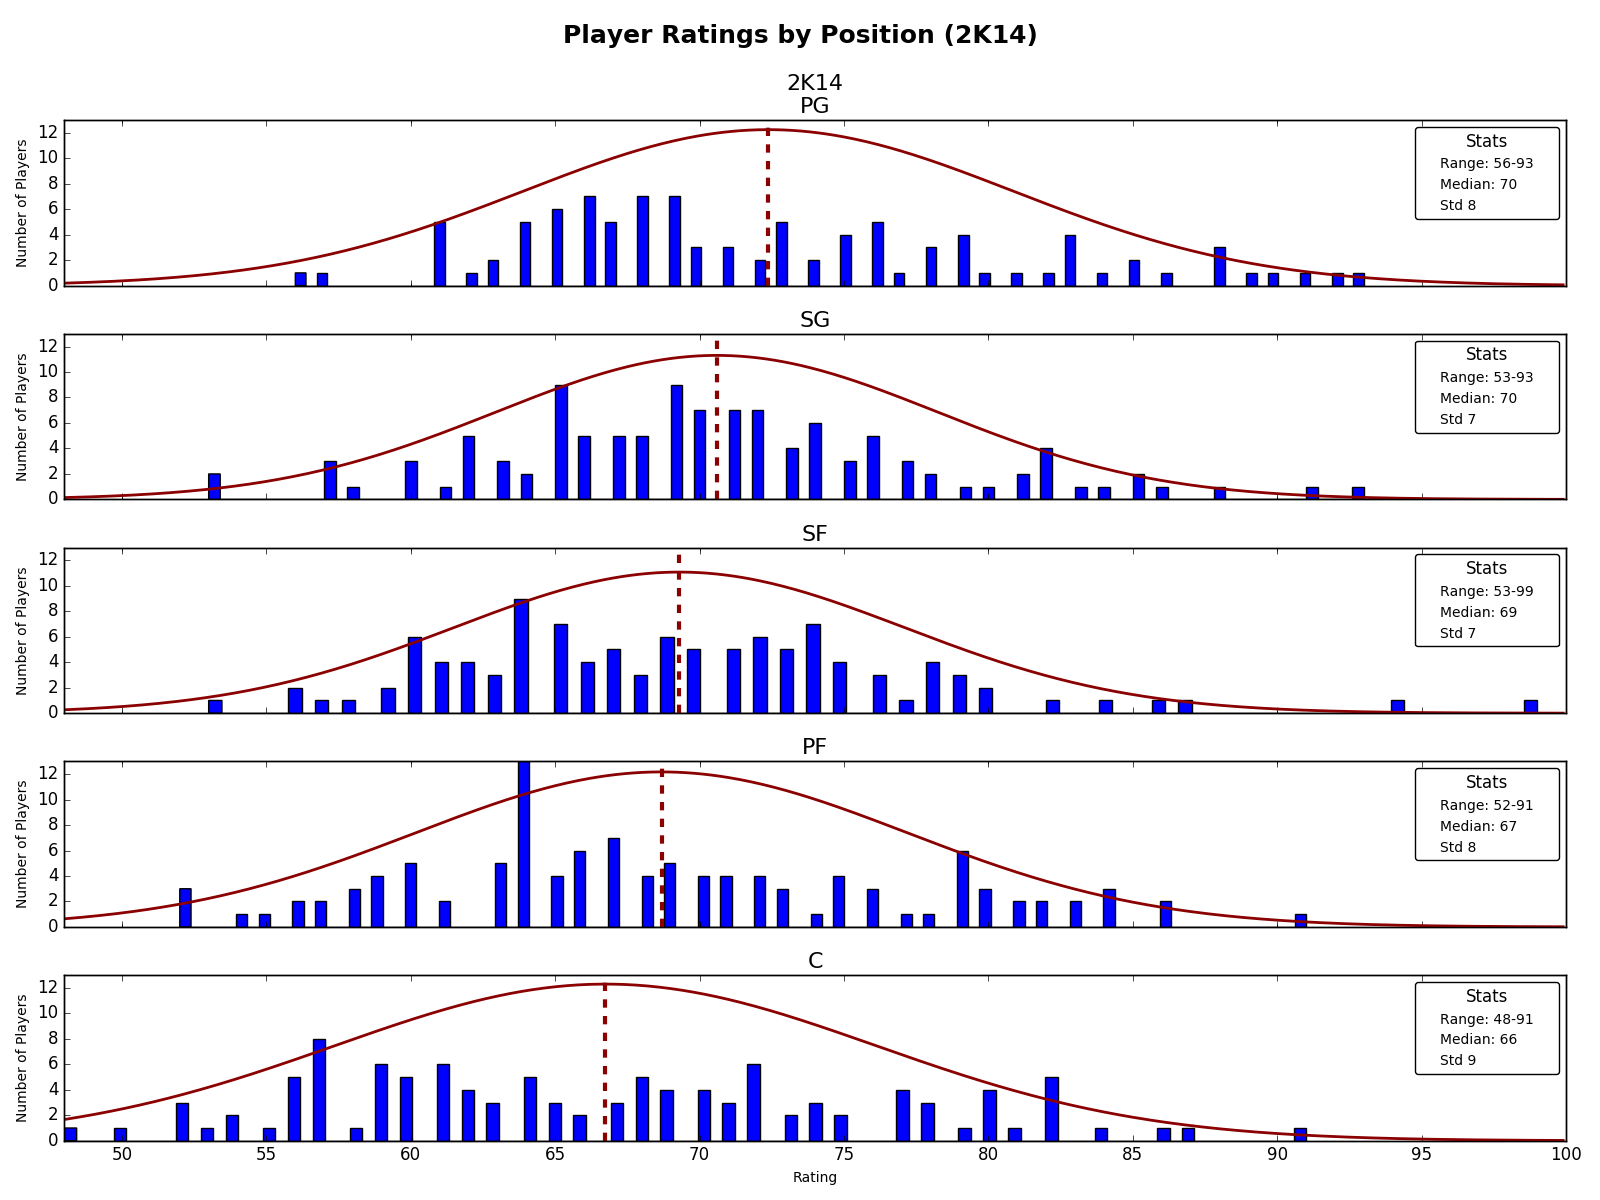 Player Ratings by Position (2K14)
2K14
PG
Number of Players
12
10
8
6
4
2
0
Stats
Range: 56-93
Median: 70
Std 8
SG
Number of Players
12
10
8
6
4
2
0
Stats
Range: 53-93
Median: 70
Std 7
SF
Number of Players
12
10
8
6
4
2
0
Stats
Range: 53-99
Median: 69
Std 7
PF
Number of Players
12
10
8
6
4
2
0
Stats
Range: 52-91
Median: 67
Std 8
C
Number of Players
12
10
8
6
4
2
0
Stats
Range: 48-91
Median: 66
Std 9
50 55 60 65 70 75 80 85 90 95 100
Rating